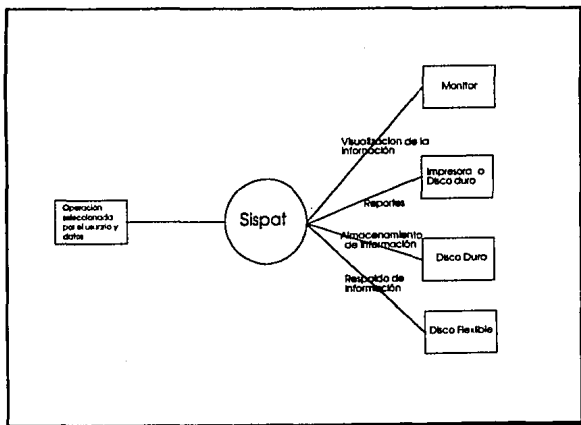 Monitor
Visualizacion de la
Información
Impresora o
Disco duro
Reportes
Operación
seleccionada
por el usuario y
datos
Sispat
Almacenamiento
de Información
Disco Duro
Respaldo de
Información
Disco Flexible